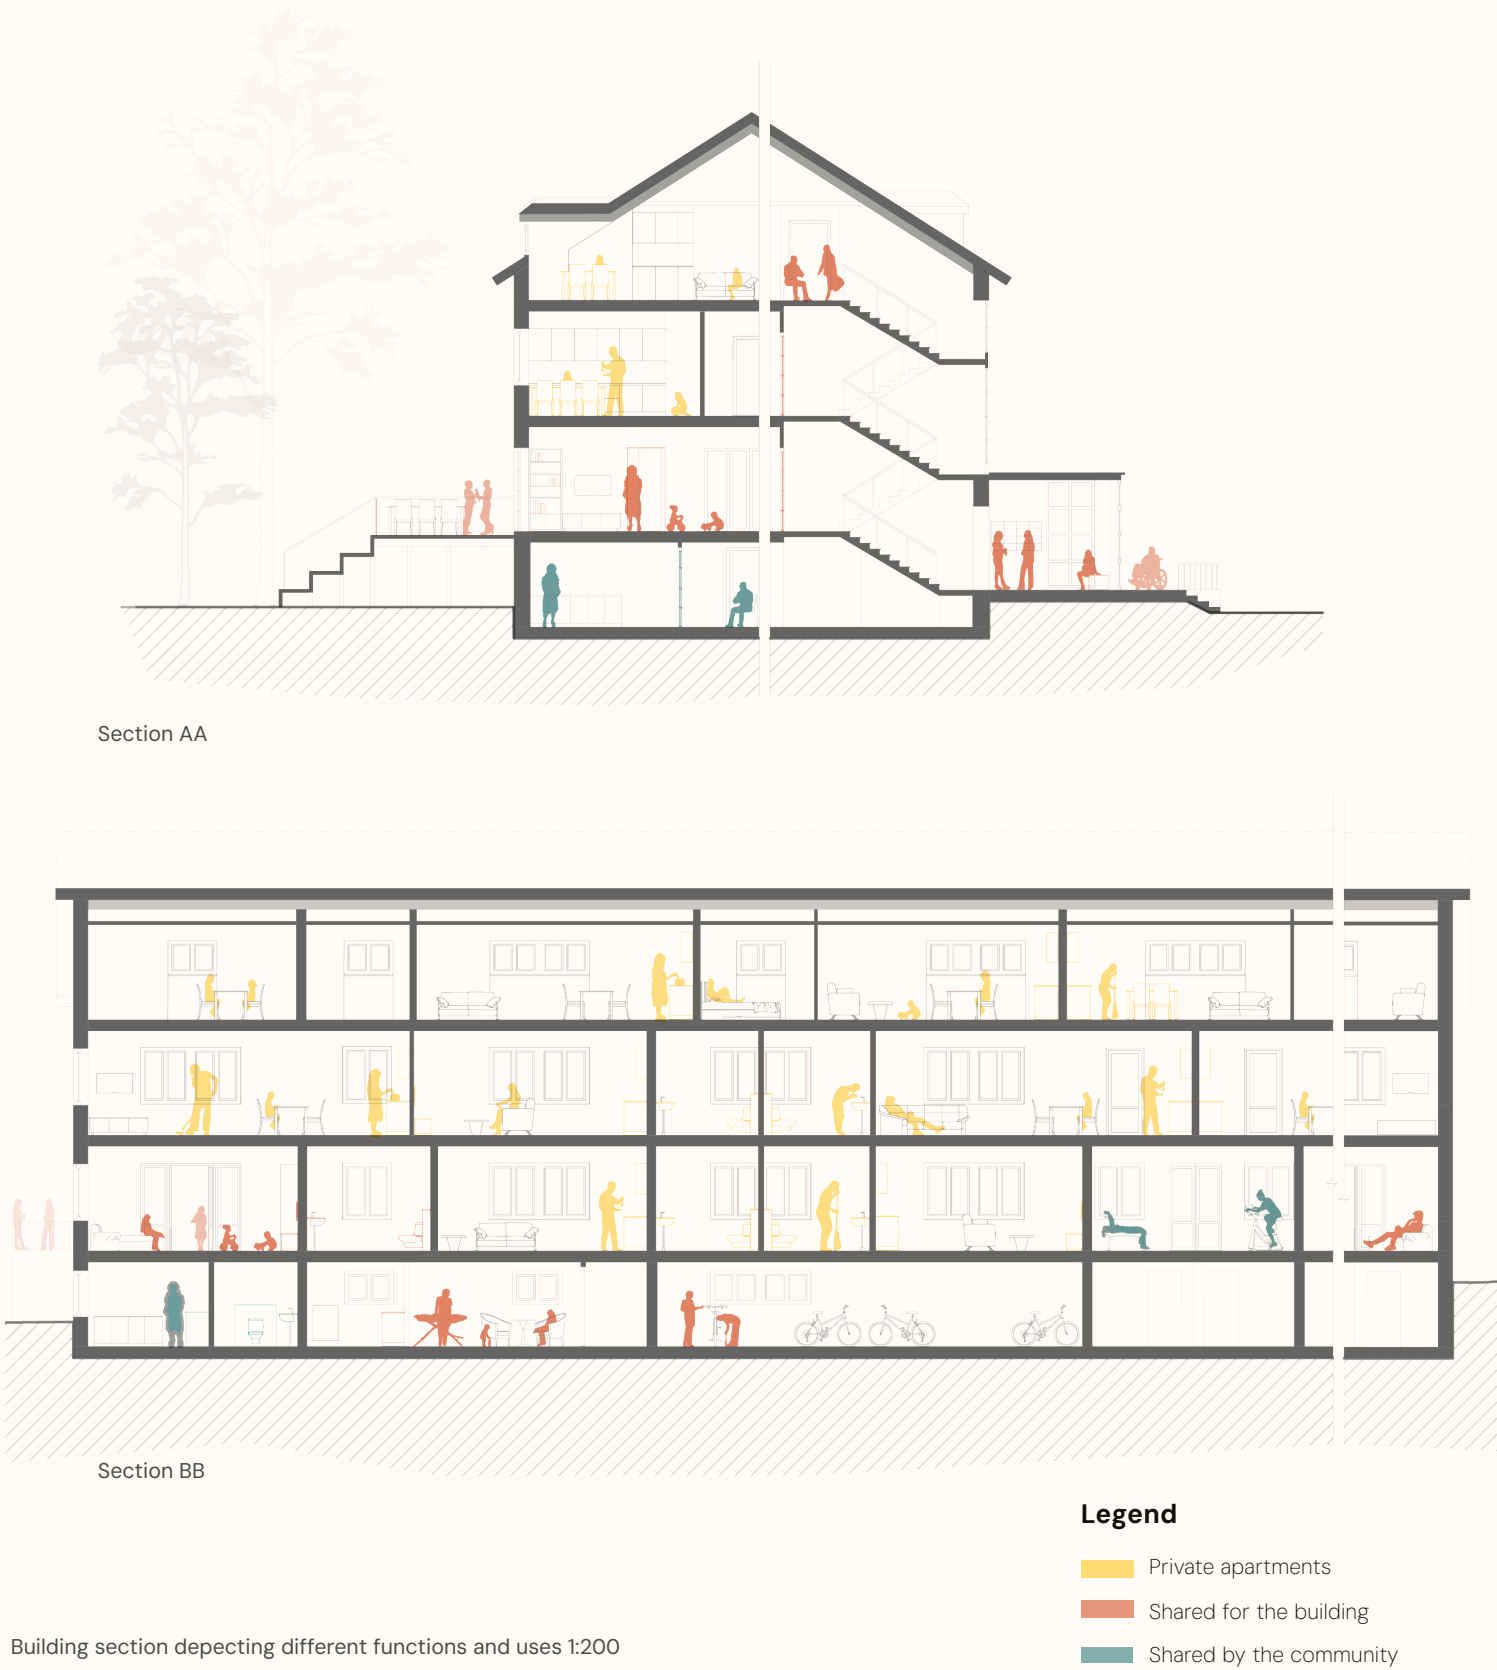 Section AA
Section BB
Legend
Private apartments
Shared for the building
Shared by the community
Building section depecting different functions and uses 1:200